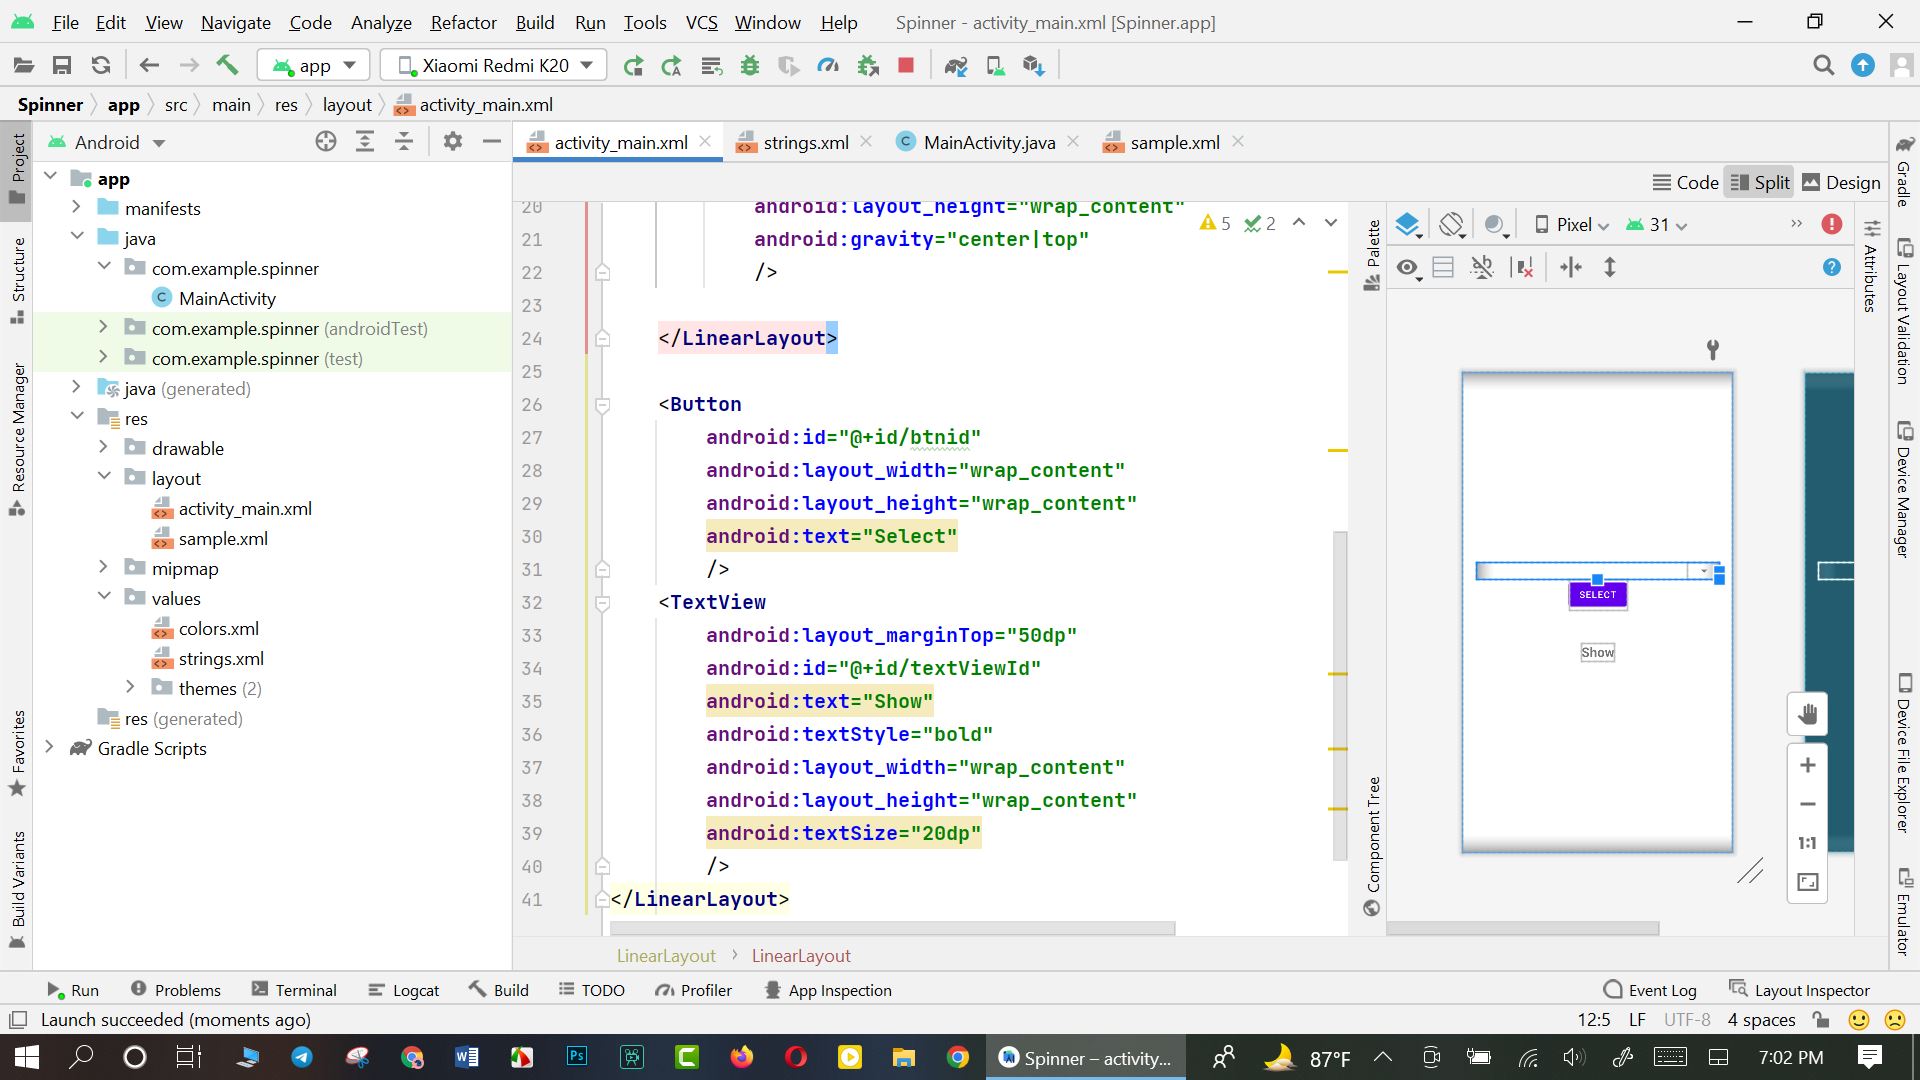 File Edit View Navigate Code Analyze Refactor Build Run Tools VCS Window Help Spinner - activity_main.xml [Spinner.app]
app Xiaomi Redmi K20
Spinner app src main res layout activity_main.xml
Project
Structure
Resource Manager
Favorites
Build Variants
Android
app
manifests
java
com.example.spinner
MainActivity
com.example.spinner (androidTest)
com.example.spinner (test)
java (generated)
res
drawable
layout
activity_main.xml
sample.xml
mipmap
values
colors.xml
strings.xml
themes (2)
res (generated)
Gradle Scripts
activity_main.xml strings.xml MainActivity.java sample.xml
Code Split Design
5 2
20 android:layout_height="wrap_content"
21 android:gravity="center|top"
22 />
23
24 </LinearLayout>
25
26 <Button
27 android:id="@+id/btnid"
28 android:layout_width="wrap_content"
29 android:layout_height="wrap_content"
30 android:text="Select"
31 />
32 <TextView
33 android:layout_marginTop="50dp"
34 android:id="@+id/textViewId"
35 android:text="Show"
36 android:textStyle="bold"
37 android:layout_width="wrap_content"
38 android:layout_height="wrap_content"
39 android:textSize="20dp"
40 />
41 </LinearLayout>
LinearLayout LinearLayout
Palette
Component Tree
Pixel 31
SELECT
Show
1:1
Attributes
Gradle
Layout Validation
Device Manager
Device File Explorer
Emulator
Run Problems Terminal Logcat Build TODO Profiler App Inspection Event Log Layout Inspector
Launch succeeded (moments ago) 12:5 LF UTF-8 4 spaces
Spinner – activity... 87°F 7:02 PM